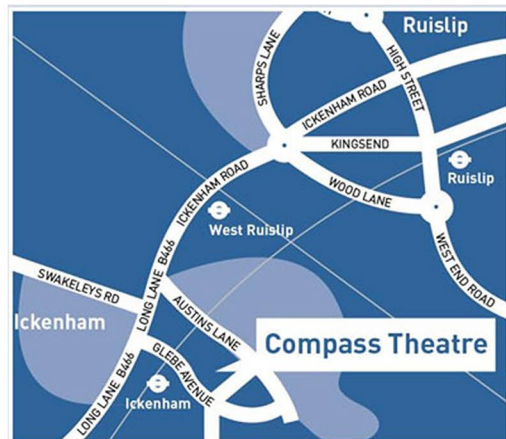 Ruislip
SHARPS LANE
HIGH STREET
ICKENHAM ROAD
KINGSEND
Ruislip
WOOD LANE
ICKENHAM ROAD
West Ruislip
WEST END ROAD
LONG LANE B466
SWAKELEYS RD
Ickenham
AUSTINS LANE
Compass Theatre
GLEBE AVENUE
LONG LANE B466
Ickenham